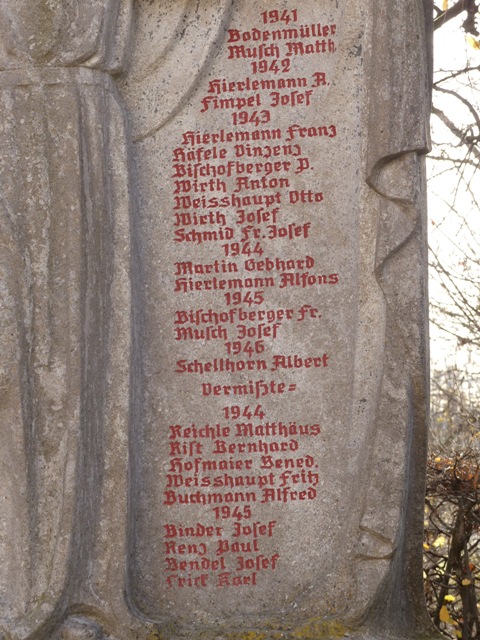 1941
Bodenmüller
Musch Matth
1942
Hierlemann A.
Fimpel Josef
1943
Hierlemann Franz
Häfele Vinzenz
Bischofberger P.
Wirth Anton
Weisshaupt Otto
Wirth Josef
Schmid Fr. Josef
1944
Martin Gebhard
Hierlemann Alfons
1945
Bischofberger Fr.
Musch Josef
1946
Schellhorn Albert
Vermißte=
1944
Reichle Matthäus
Rist Bernhard
Hofmaier Bened.
Weisshaupt Fritz
Buchmann Alfred
1945
Binder Josef
Renz Paul
Bendel Josef
Frick Karl